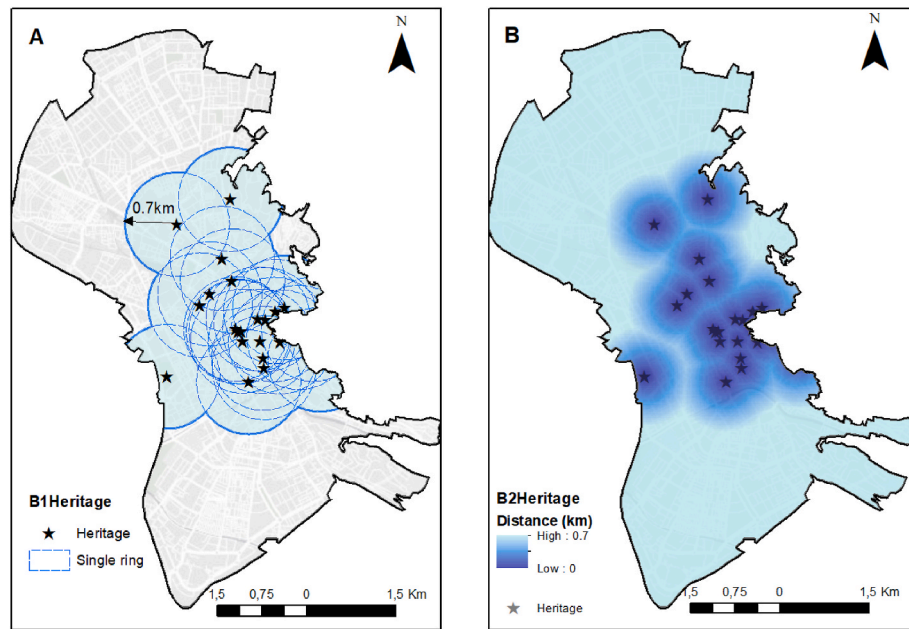 A
N
0.7km
B1Heritage
Heritage
Single ring
1,5 0,75 0 1,5 Km
B
N
B2Heritage
Distance (km)
High : 0.7
Low : 0
Heritage
1,5 0,75 0 1,5 Km